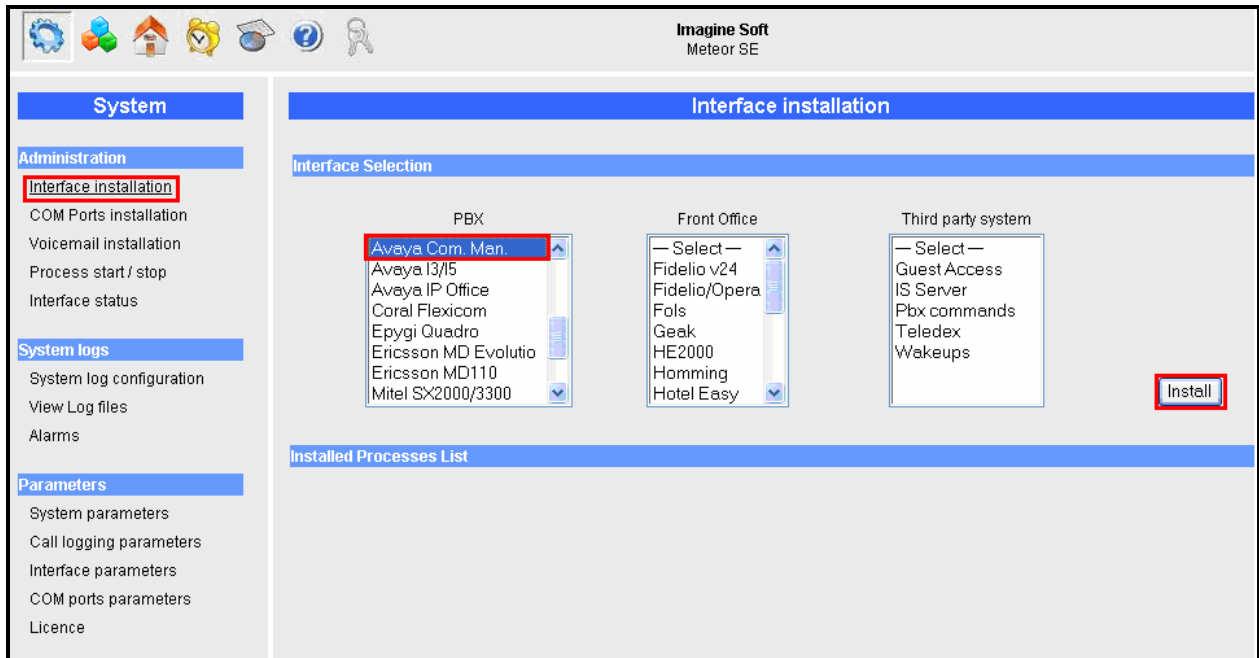 Imagine Soft
Meteor SE
System
Administration
Interface installation
COM Ports installation
Voicemail installation
Process start / stop
Interface status
System logs
System log configuration
View Log files
Alarms
Parameters
System parameters
Call logging parameters
Interface parameters
COM ports parameters
Licence
Interface installation
Interface Selection
PBX
Avaya Com. Man.
Avaya I3/I5
Avaya IP Office
Coral Flexicom
Epygi Quadro
Ericsson MD Evolutio
Ericsson MD110
Mitel SX2000/3300
Front Office
— Select —
Fidelio v24
Fidelio/Opera
Fols
Geak
HE2000
Homming
Hotel Easy
Third party system
— Select —
Guest Access
IS Server
Pbx commands
Teledex
Wakeups
Install
Installed Processes List